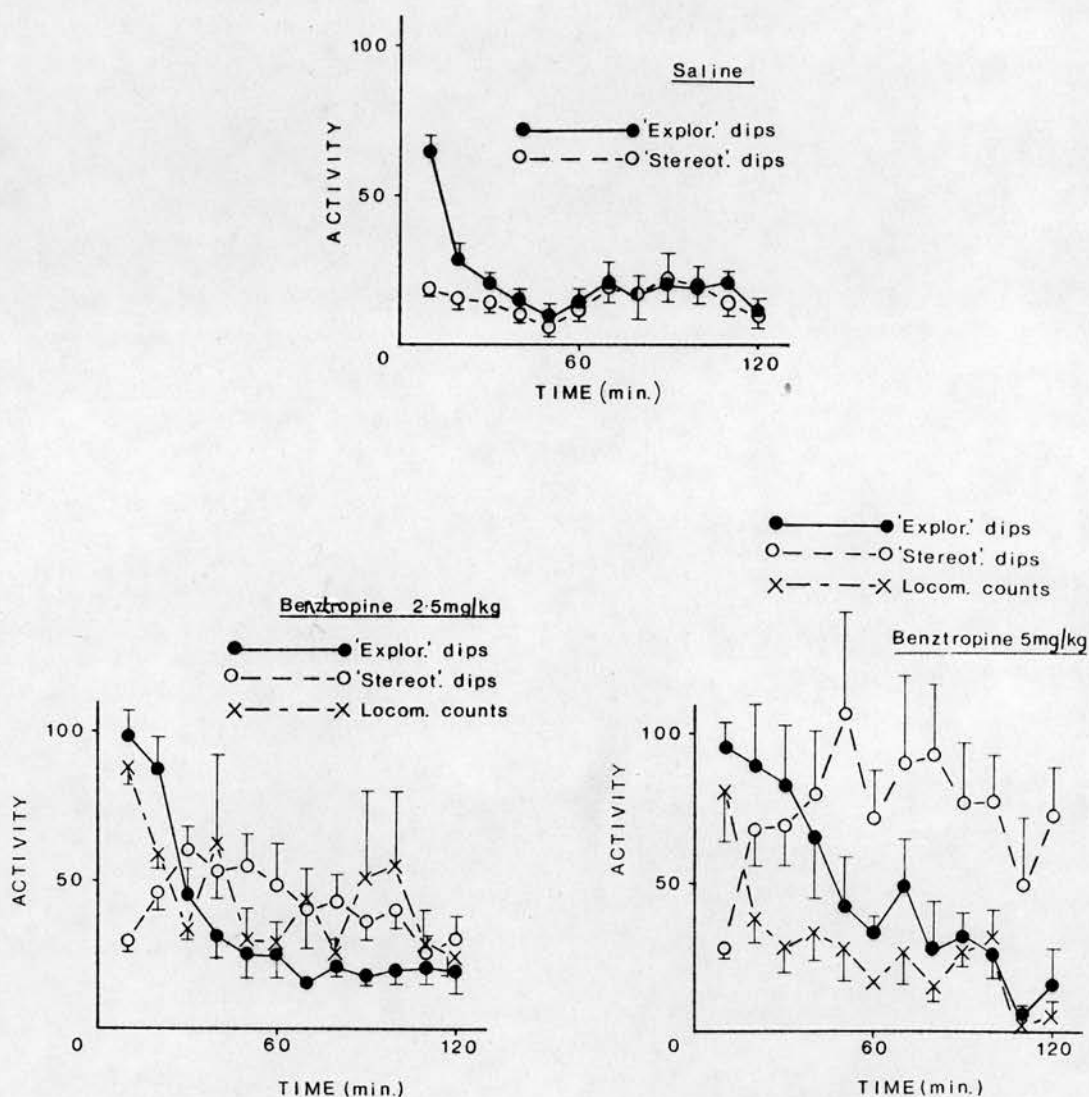 100
Saline
'Explor.' dips
'Stereot'. dips
ACTIVITY
50
0
60
120
TIME (min.)
'Explor.' dips
'Stereot'. dips
Locom. counts
Benztropine 2·5mg/kg
'Explor.' dips
'Stereot'. dips
Locom. counts
Benztropine 5mg/kg
100
ACTIVITY
50
0
60
120
TIME (min.)
100
ACTIVITY
50
0
60
120
TIME (min.)